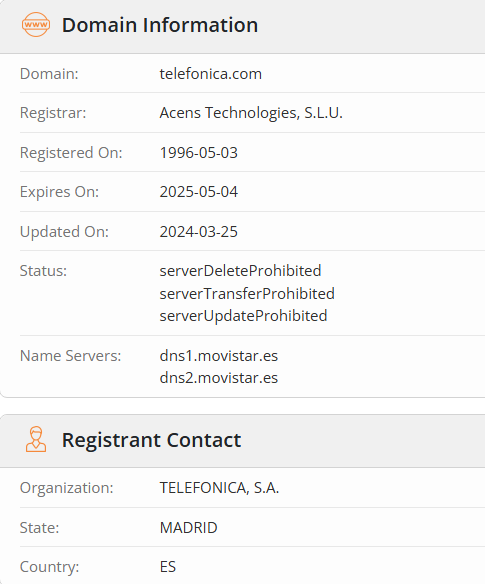 www
Domain Information
Domain: telefonica.com
Registrar: Acens Technologies, S.L.U.
Registered On: 1996-05-03
Expires On: 2025-05-04
Updated On: 2024-03-25
Status: serverDeleteProhibited
serverTransferProhibited
serverUpdateProhibited
Name Servers: dns1.movistar.es
dns2.movistar.es
Registrant Contact
Organization: TELEFONICA, S.A.
State: MADRID
Country: ES